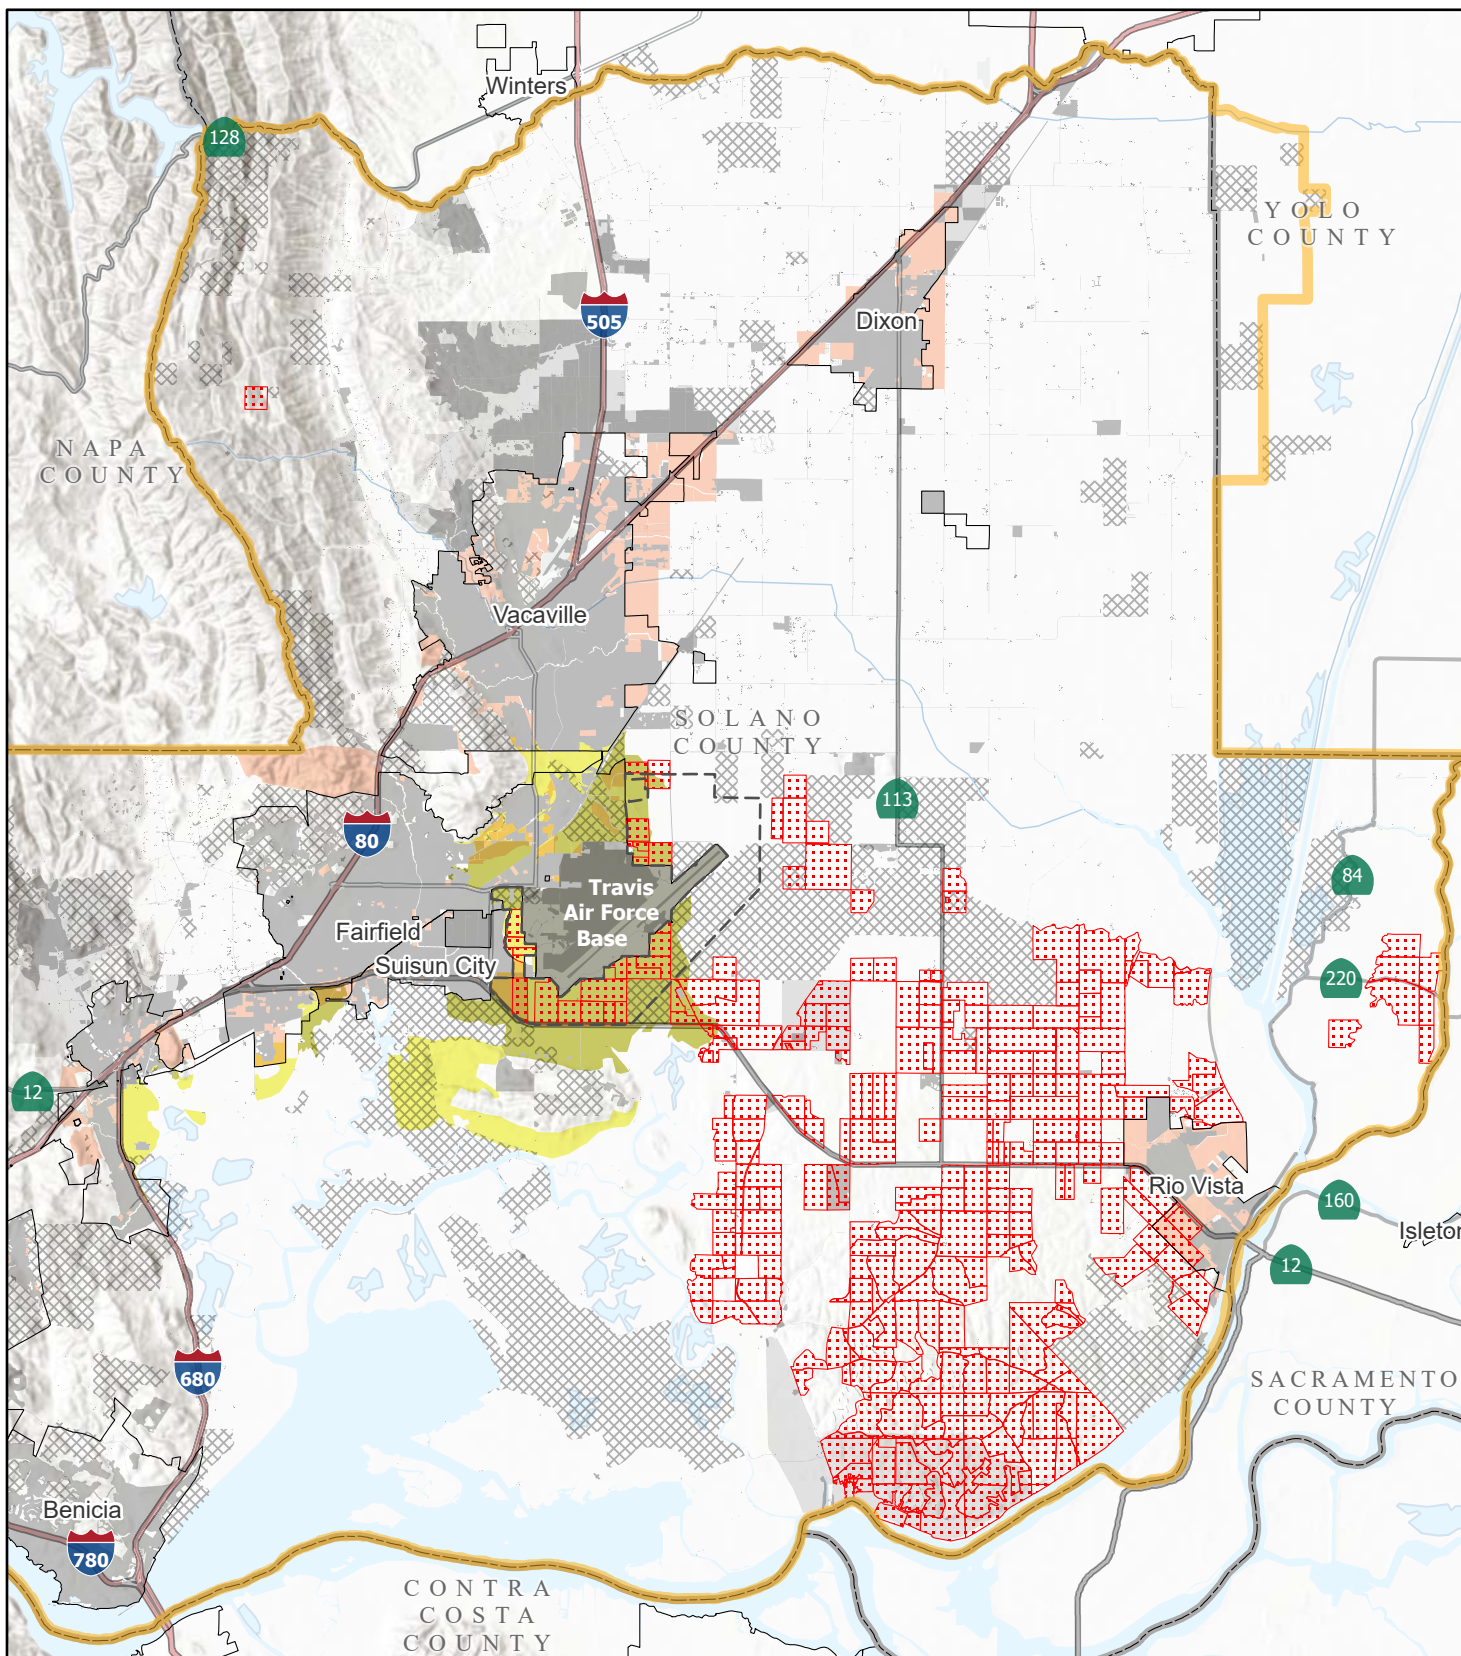 Winters
128
YOLO
COUNTY
505
Dixon
NAPA
COUNTY
Vacaville
SOLANO
COUNTY
113
80
84
Travis
Air Force
Base
Fairfield
Suisun City
220
12
Rio Vista
160
Isleton
12
680
SACRAMENTO
COUNTY
Benicia
780
CONTRA
COSTA
COUNTY